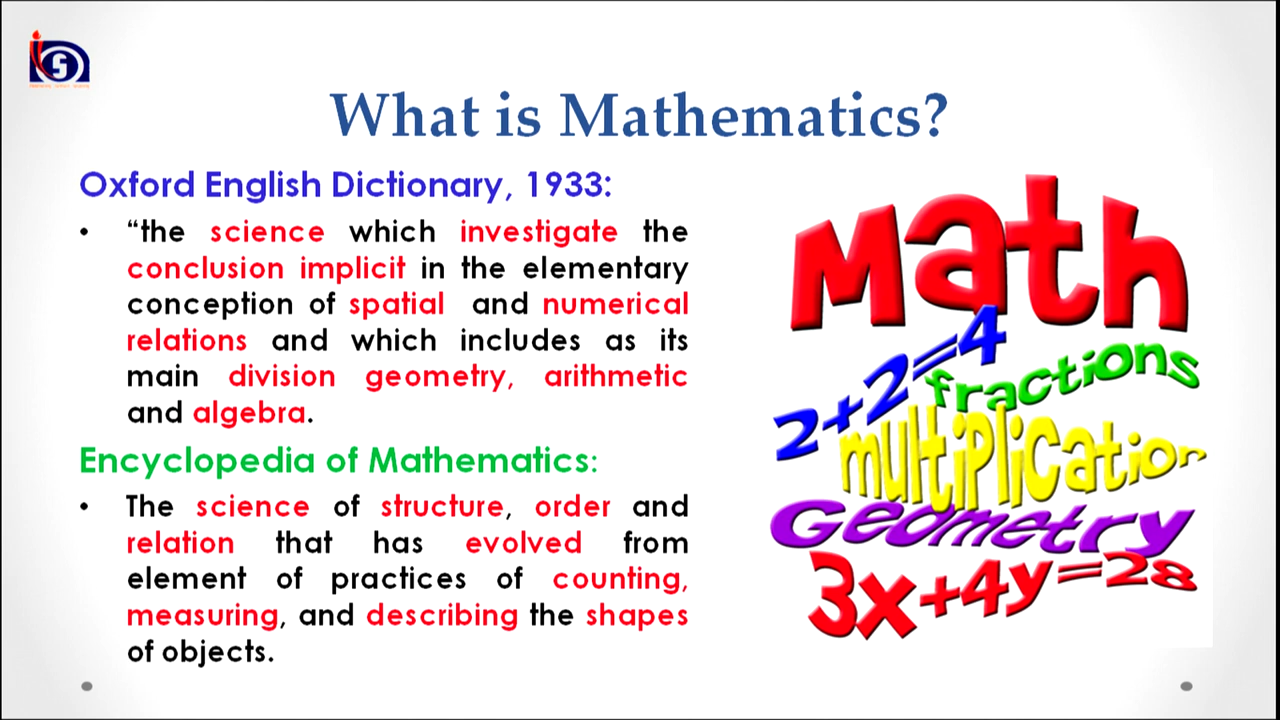 What is Mathematics?
Oxford English Dictionary, 1933:
• “the science which investigate the
conclusion implicit in the elementary
conception of spatial and numerical
relations and which includes as its
main division geometry, arithmetic
and algebra.
Encyclopedia of Mathematics:
• The science of structure, order and
relation that has evolved from
element of practices of counting,
measuring, and describing the shapes
of objects.
Math
2+2=4
fractions
multiplication
Geometry
3x+4y=28